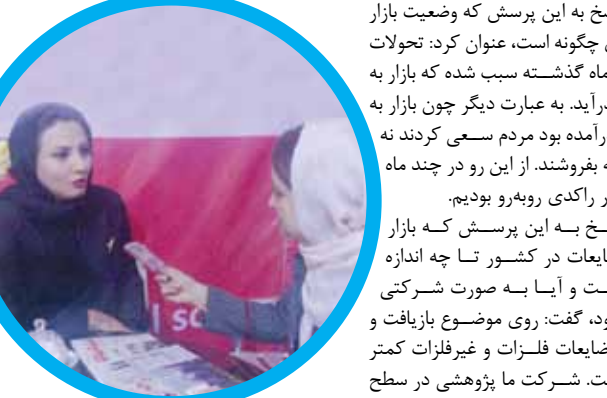 سخ به این پرسش که وضعیت بازار
چگونه است، عنوان کرد: تحولات
ماه گذشــته سبب شده که بازار به
درآید. به عبارت دیگر چون بازار به
رآمده بود مردم ســعی کردند نه
ه بفروشند. از این رو در چند ماه
ر راکدی روبه‌رو بودیم.
ـخ بــه این پرســش کــه بازار
ایعات در کشــور تــا چه اندازه
ـت و آیــا بــه صورت شــرکتی
ود، گفت: روی موضــوع بازیافت و
ضایعات فلــزات و غیرفلزات کمتر
ت. شــرکت ما پژوهشی در سطح